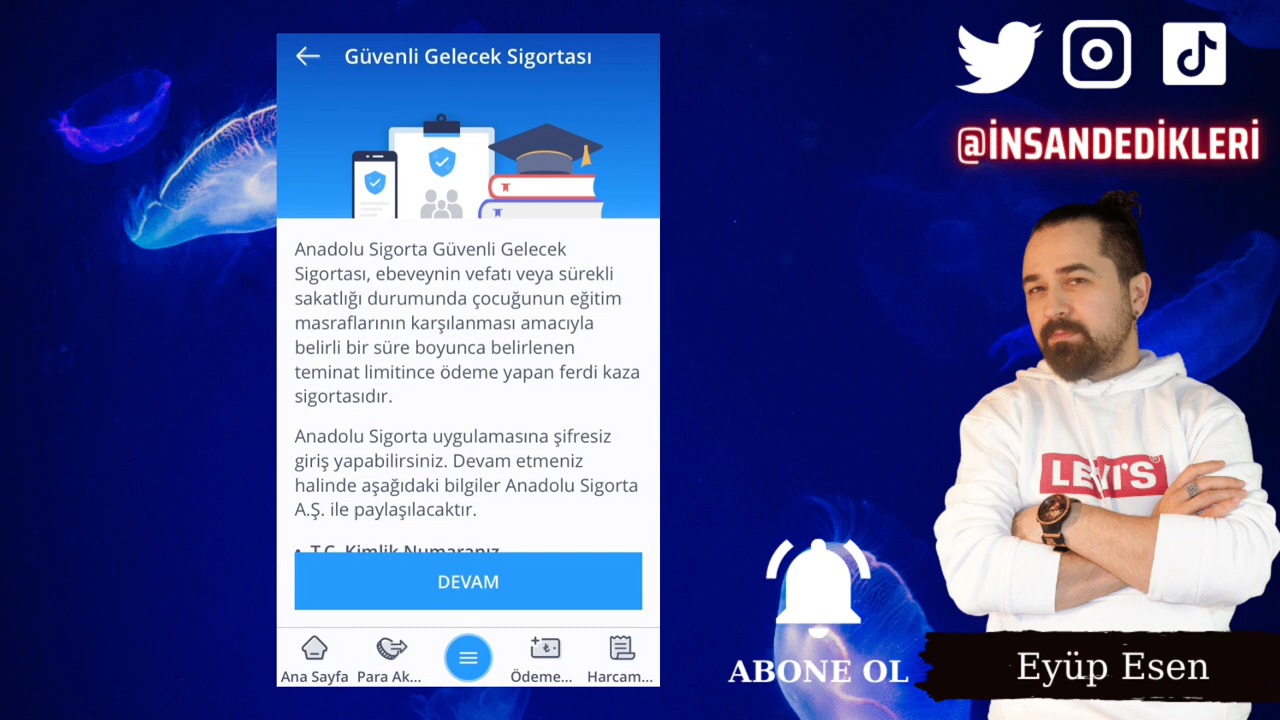 Güvenli Gelecek Sigortası
Anadolu Sigorta Güvenli Gelecek
Sigortası, ebeveynin vefatı veya sürekli
sakatlığı durumunda çocuğunun eğitim
masraflarının karşılanması amacıyla
belirli bir süre boyunca belirlenen
teminat limitince ödeme yapan ferdi kaza
sigortasıdır.
Anadolu Sigorta uygulamasına şifresiz
giriş yapabilirsiniz. Devam etmeniz
halinde aşağıdaki bilgiler Anadolu Sigorta
A.Ş. ile paylaşılacaktır.
• T.C. Kimlik Numaranız
DEVAM
Ana Sayfa Para Ak... Ödeme... Harcam...
@İNSANDEDİKLERİ
LEVI'S®
ABONE OL
Eyüp Esen